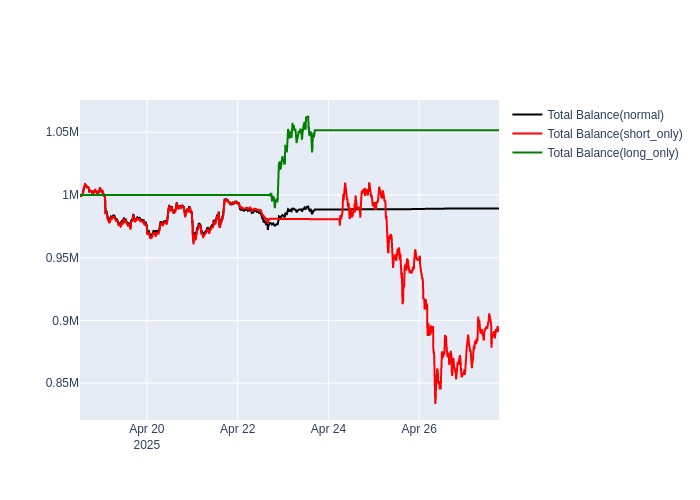 1.05M
1M
0.95M
0.9M
0.85M
Apr 20
2025
Apr 22
Apr 24
Apr 26
Total Balance(normal)
Total Balance(short_only)
Total Balance(long_only)